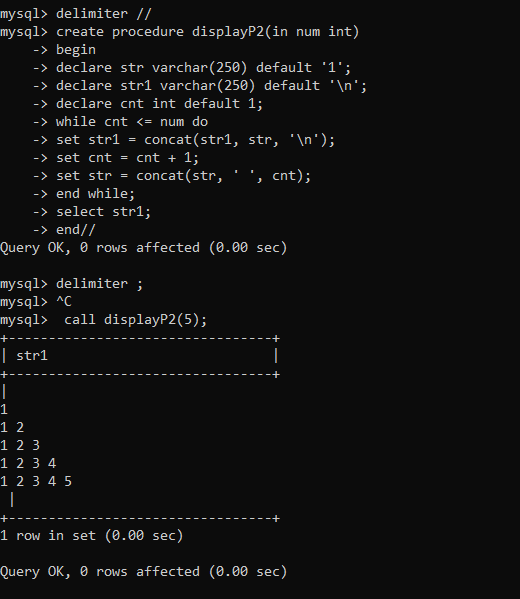 mysql> delimiter //
mysql> create procedure displayP2(in num int)
    -> begin
    -> declare str varchar(250) default '1';
    -> declare str1 varchar(250) default '\n';
    -> declare cnt int default 1;
    -> while cnt <= num do
    -> set str1 = concat(str1, str, '\n');
    -> set cnt = cnt + 1;
    -> set str = concat(str, ' ', cnt);
    -> end while;
    -> select str1;
    -> end//
Query OK, 0 rows affected (0.00 sec)

mysql> delimiter ;
mysql> ^C
mysql>  call displayP2(5);
+---------------------------------+
| str1                            |
+---------------------------------+
|
1
1 2
1 2 3
1 2 3 4
1 2 3 4 5
 |
+---------------------------------+
1 row in set (0.00 sec)

Query OK, 0 rows affected (0.00 sec)